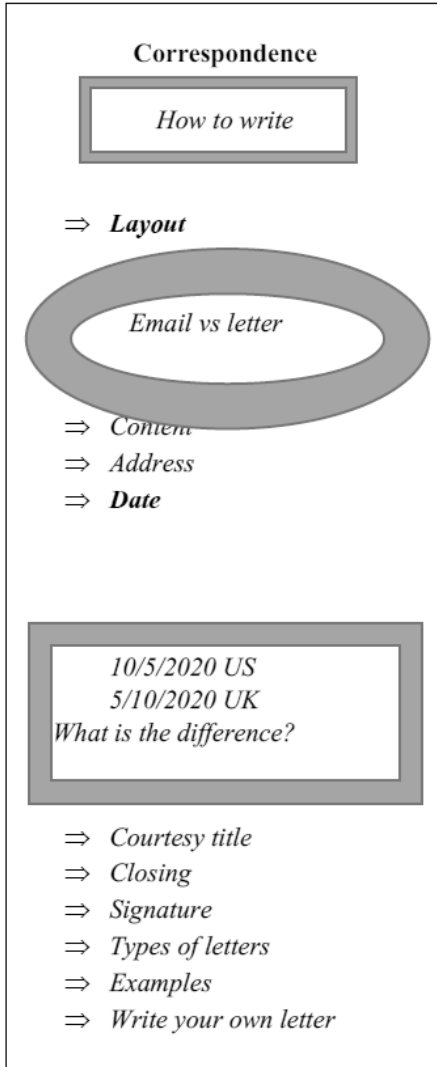 Correspondence
How to write
⇒ Layout
Email vs letter
⇒ Content
⇒ Address
⇒ Date
10/5/2020 US
5/10/2020 UK
What is the difference?
⇒ Courtesy title
⇒ Closing
⇒ Signature
⇒ Types of letters
⇒ Examples
⇒ Write your own letter